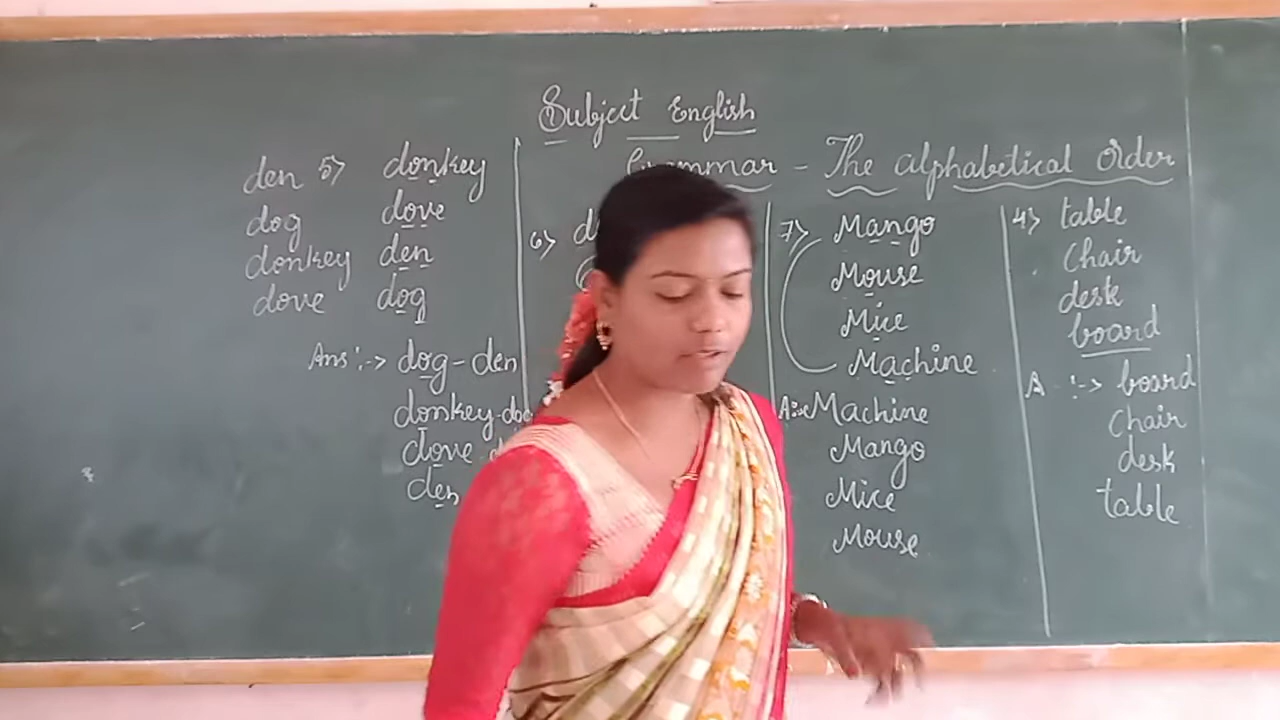 Subject English
Grammar - The alphabetical Order
den 5> donkey
dog dove
donkey den
dove dog
Ans :-> dog-den
donkey-
dove
den
6>
7> Mango
Mouse
Mice
Machine
Machine
Mango
Mice
Mouse
4> table
Chair
desk
board
A :-> board
Chair
desk
table